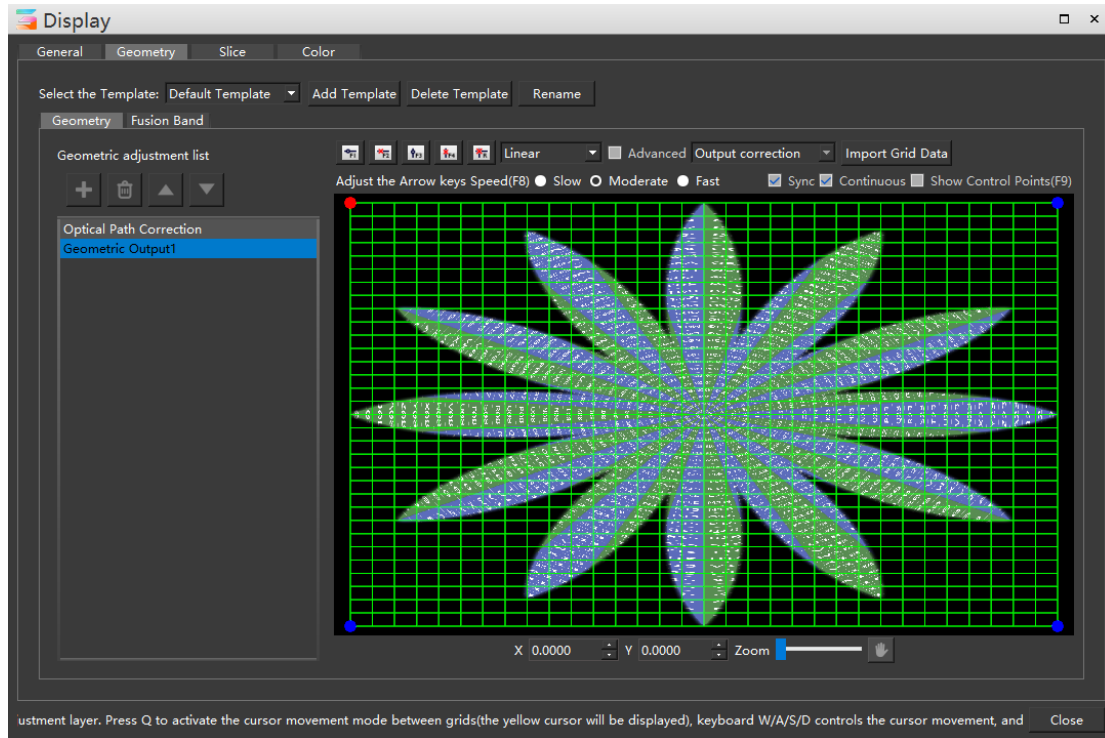 Display
General Geometry Slice Color
Select the Template: Default Template Add Template Delete Template Rename
Geometry Fusion Band
Geometric adjustment list
F1 F2 F3 F4 R Linear Advanced Output correction Import Grid Data
Adjust the Arrow keys Speed(F8) Slow Moderate Fast Sync Continuous Show Control Points(F9)
Optical Path Correction
Geometric Output1
X 0.0000 Y 0.0000 Zoom
ustment layer. Press Q to activate the cursor movement mode between grids(the yellow cursor will be displayed), keyboard W/A/S/D controls the cursor movement, and Close